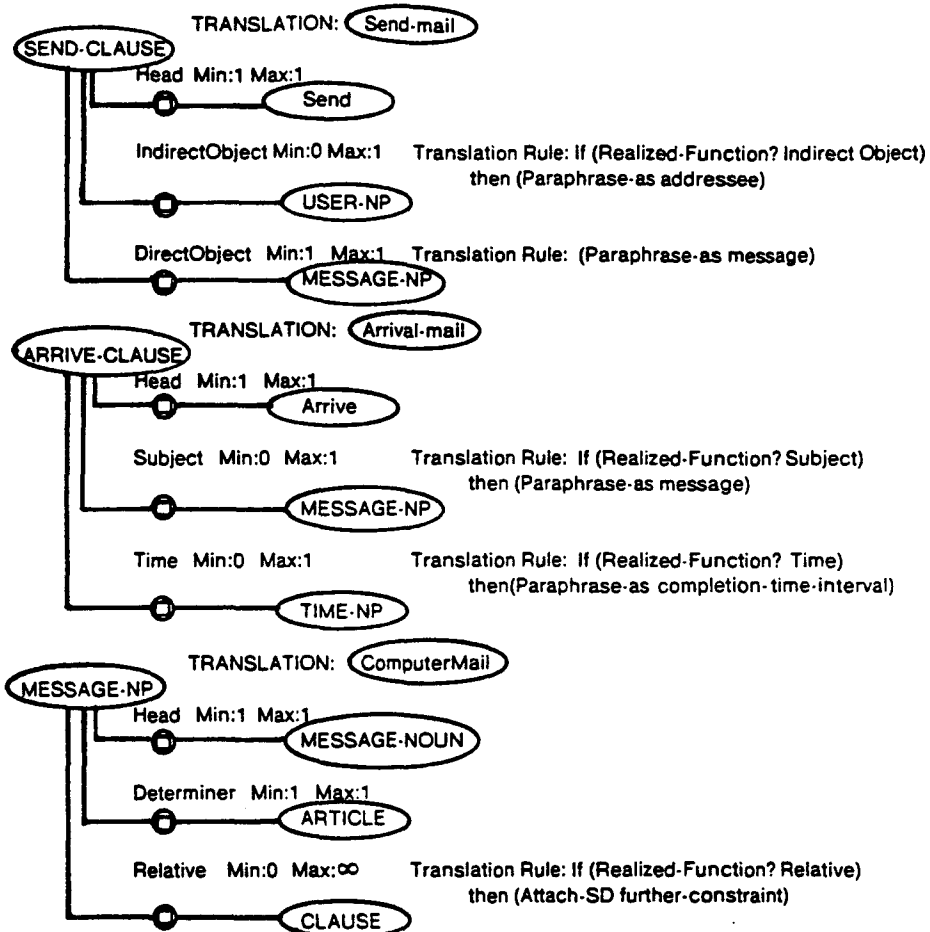 TRANSLATION: Send-mail
SEND-CLAUSE
Head Min:1 Max:1
Send
IndirectObject Min:0 Max:1 Translation Rule: If (Realized-Function? Indirect Object)
then (Paraphrase-as addressee)
USER-NP
DirectObject Min:1 Max:1 Translation Rule: (Paraphrase-as message)
MESSAGE-NP
TRANSLATION: Arrival-mail
ARRIVE-CLAUSE
Head Min:1 Max:1
Arrive
Subject Min:0 Max:1 Translation Rule: If (Realized-Function? Subject)
then (Paraphrase-as message)
MESSAGE-NP
Time Min:0 Max:1 Translation Rule: If (Realized-Function? Time)
then(Paraphrase-as completion-time-interval)
TIME-NP
TRANSLATION: ComputerMail
MESSAGE-NP
Head Min:1 Max:1
MESSAGE-NOUN
Determiner Min:1 Max:1
ARTICLE
Relative Min:0 Max:∞ Translation Rule: If (Realized-Function? Relative)
then (Attach-SD further-constraint)
CLAUSE